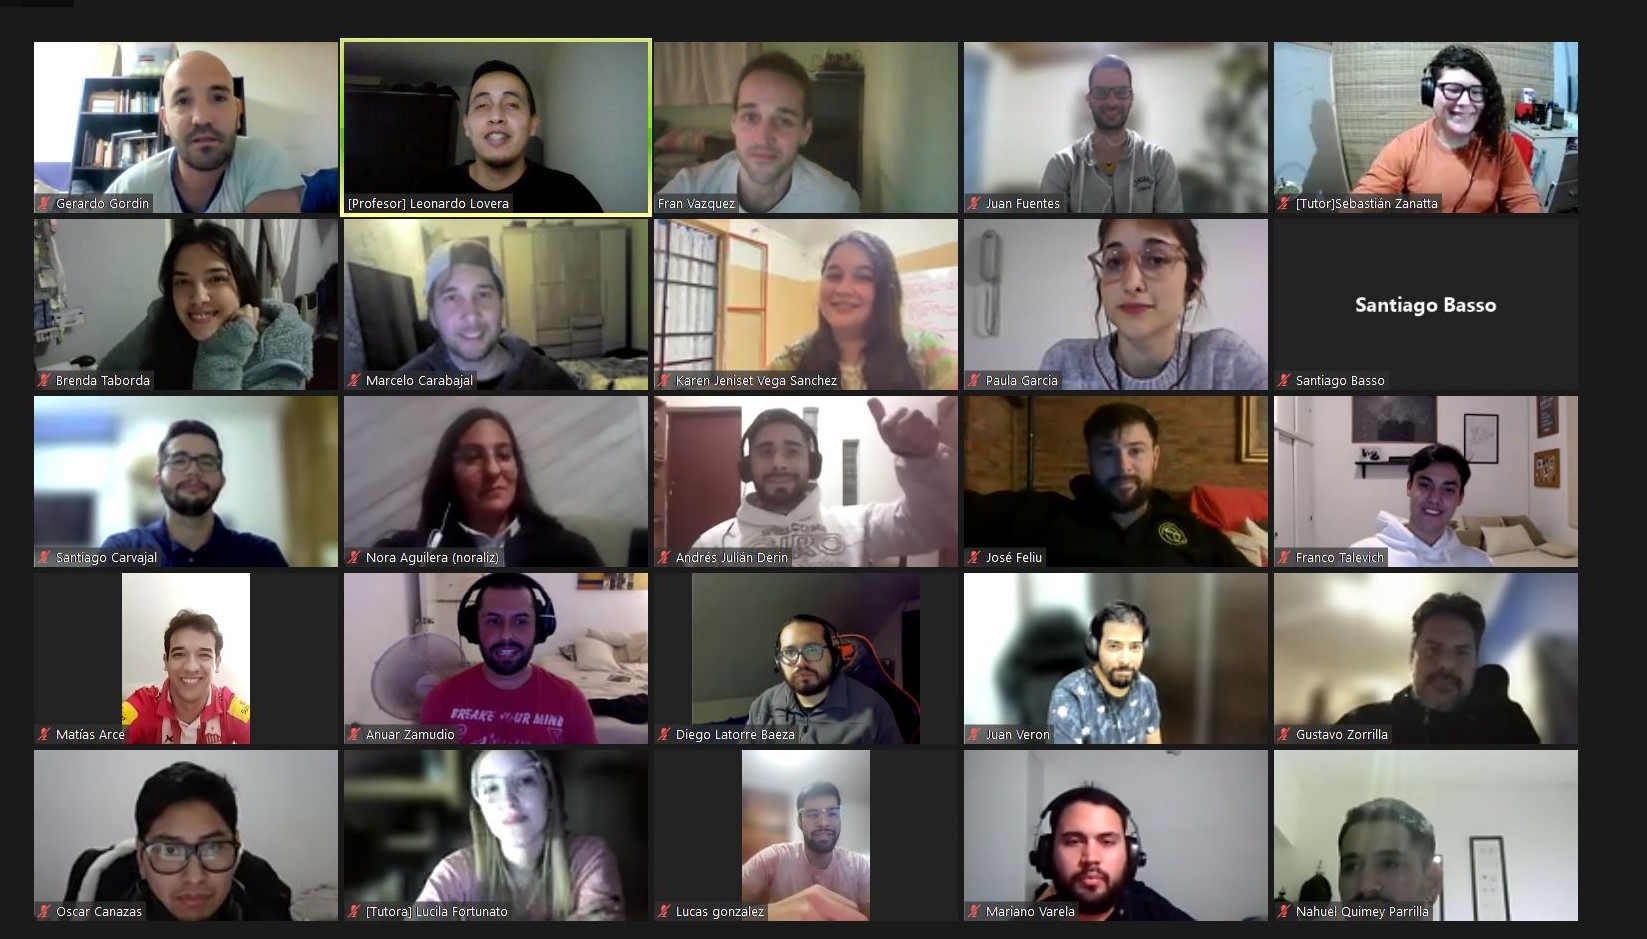 Gerardo Gordin
[Profesor] Leonardo Lovera
Fran Vazquez
Juan Fuentes
[Tutor]Sebastián Zanatta
Brenda Taborda
Marcelo Carabajal
Karen Jeniset Vega Sanchez
Paula Garcia
Santiago Basso
Santiago Basso
Santiago Carvajal
Nora Aguilera (noraliz)
Andrés Julián Derin
José Feliu
Franco Talevich
Matías Arce
BREAKE YOUR MIND
Anuar Zamudio
Diego Latorre Baeza
Juan Veron
Gustavo Zorrilla
Oscar Canazas
[Tutora] Lucila Fortunato
Lucas gonzalez
Mariano Varela
Nahuel Quimey Parrilla